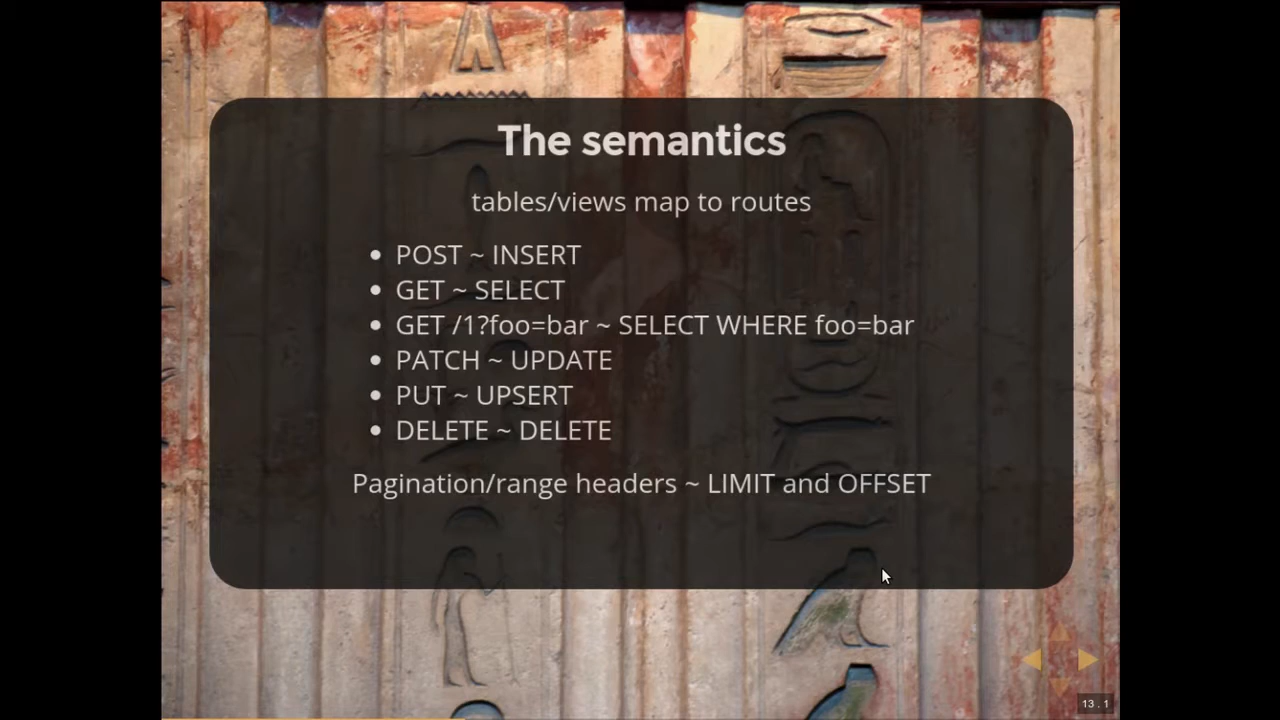 The semantics
tables/views map to routes
• POST ~ INSERT
• GET ~ SELECT
• GET /1?foo=bar ~ SELECT WHERE foo=bar
• PATCH ~ UPDATE
• PUT ~ UPSERT
• DELETE ~ DELETE
Pagination/range headers ~ LIMIT and OFFSET
13 . 1